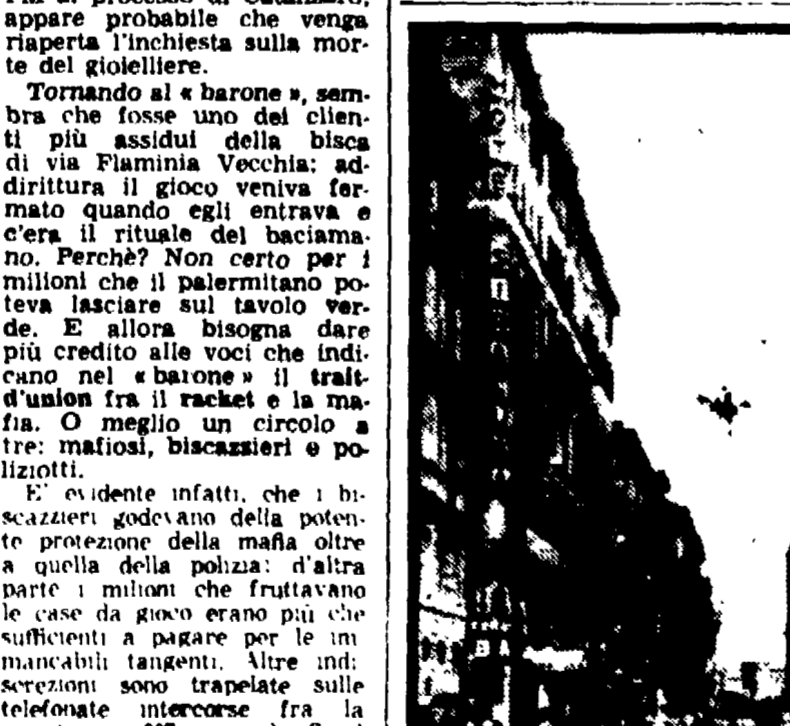 appare probabile che venga
riaperta l'inchiesta sulla mor-
te del gioielliere.
Tornando al « barone », sem-
bra che fosse uno dei clien-
ti più assidui della bisca
di via Flaminia Vecchia: ad-
dirittura il gioco veniva fer-
mato quando egli entrava e
c'era il rituale del baciama-
no. Perchè? Non certo per i
milioni che il palermitano po-
teva lasciare sul tavolo ver-
de. E allora bisogna dare
più credito alle voci che indi-
cano nel « barone » il trait-
d'union fra il racket e la ma-
fia. O meglio un circolo a
tre: mafiosi, biscazzieri e po-
liziotti.
E' evidente infatti, che i bi-
scazzieri godevano della poten-
te protezione della mafia oltre
a quella della polizia: d'altra
parte i milioni che fruttavano
le case da gioco erano più che
sufficienti a pagare per le im
mancabili tangenti. Altre indi
screzioni sono trapelate sulle
telefonate intercorse fra la